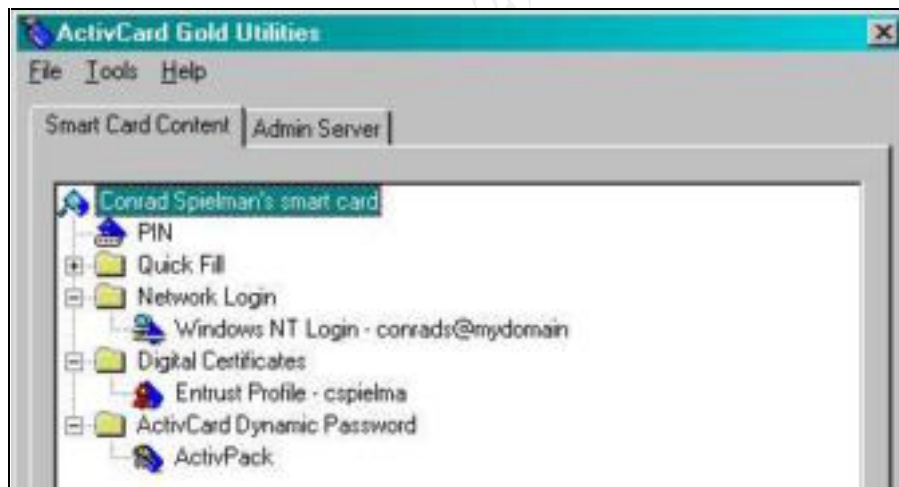 ActivCard Gold Utilities
File Tools Help
Smart Card Content Admin Server
Conrad Spielman's smart card
PIN
Quick Fill
Network Login
Windows NT Login - conrads@mydomain
Digital Certificates
Entrust Profile - cspielma
ActivCard Dynamic Password
ActivPack